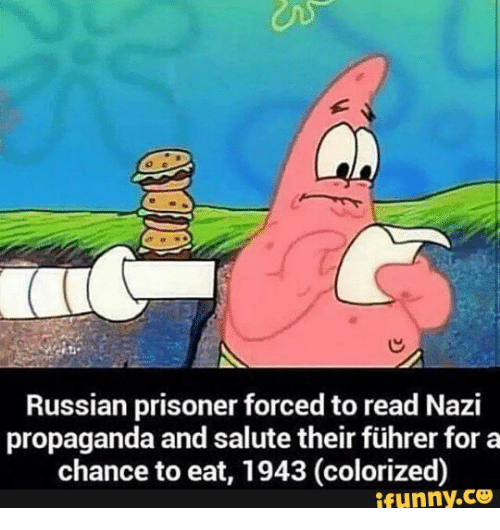 Russian prisoner forced to read Nazi
propaganda and salute their führer for a
chance to eat, 1943 (colorized)
ifunny.co